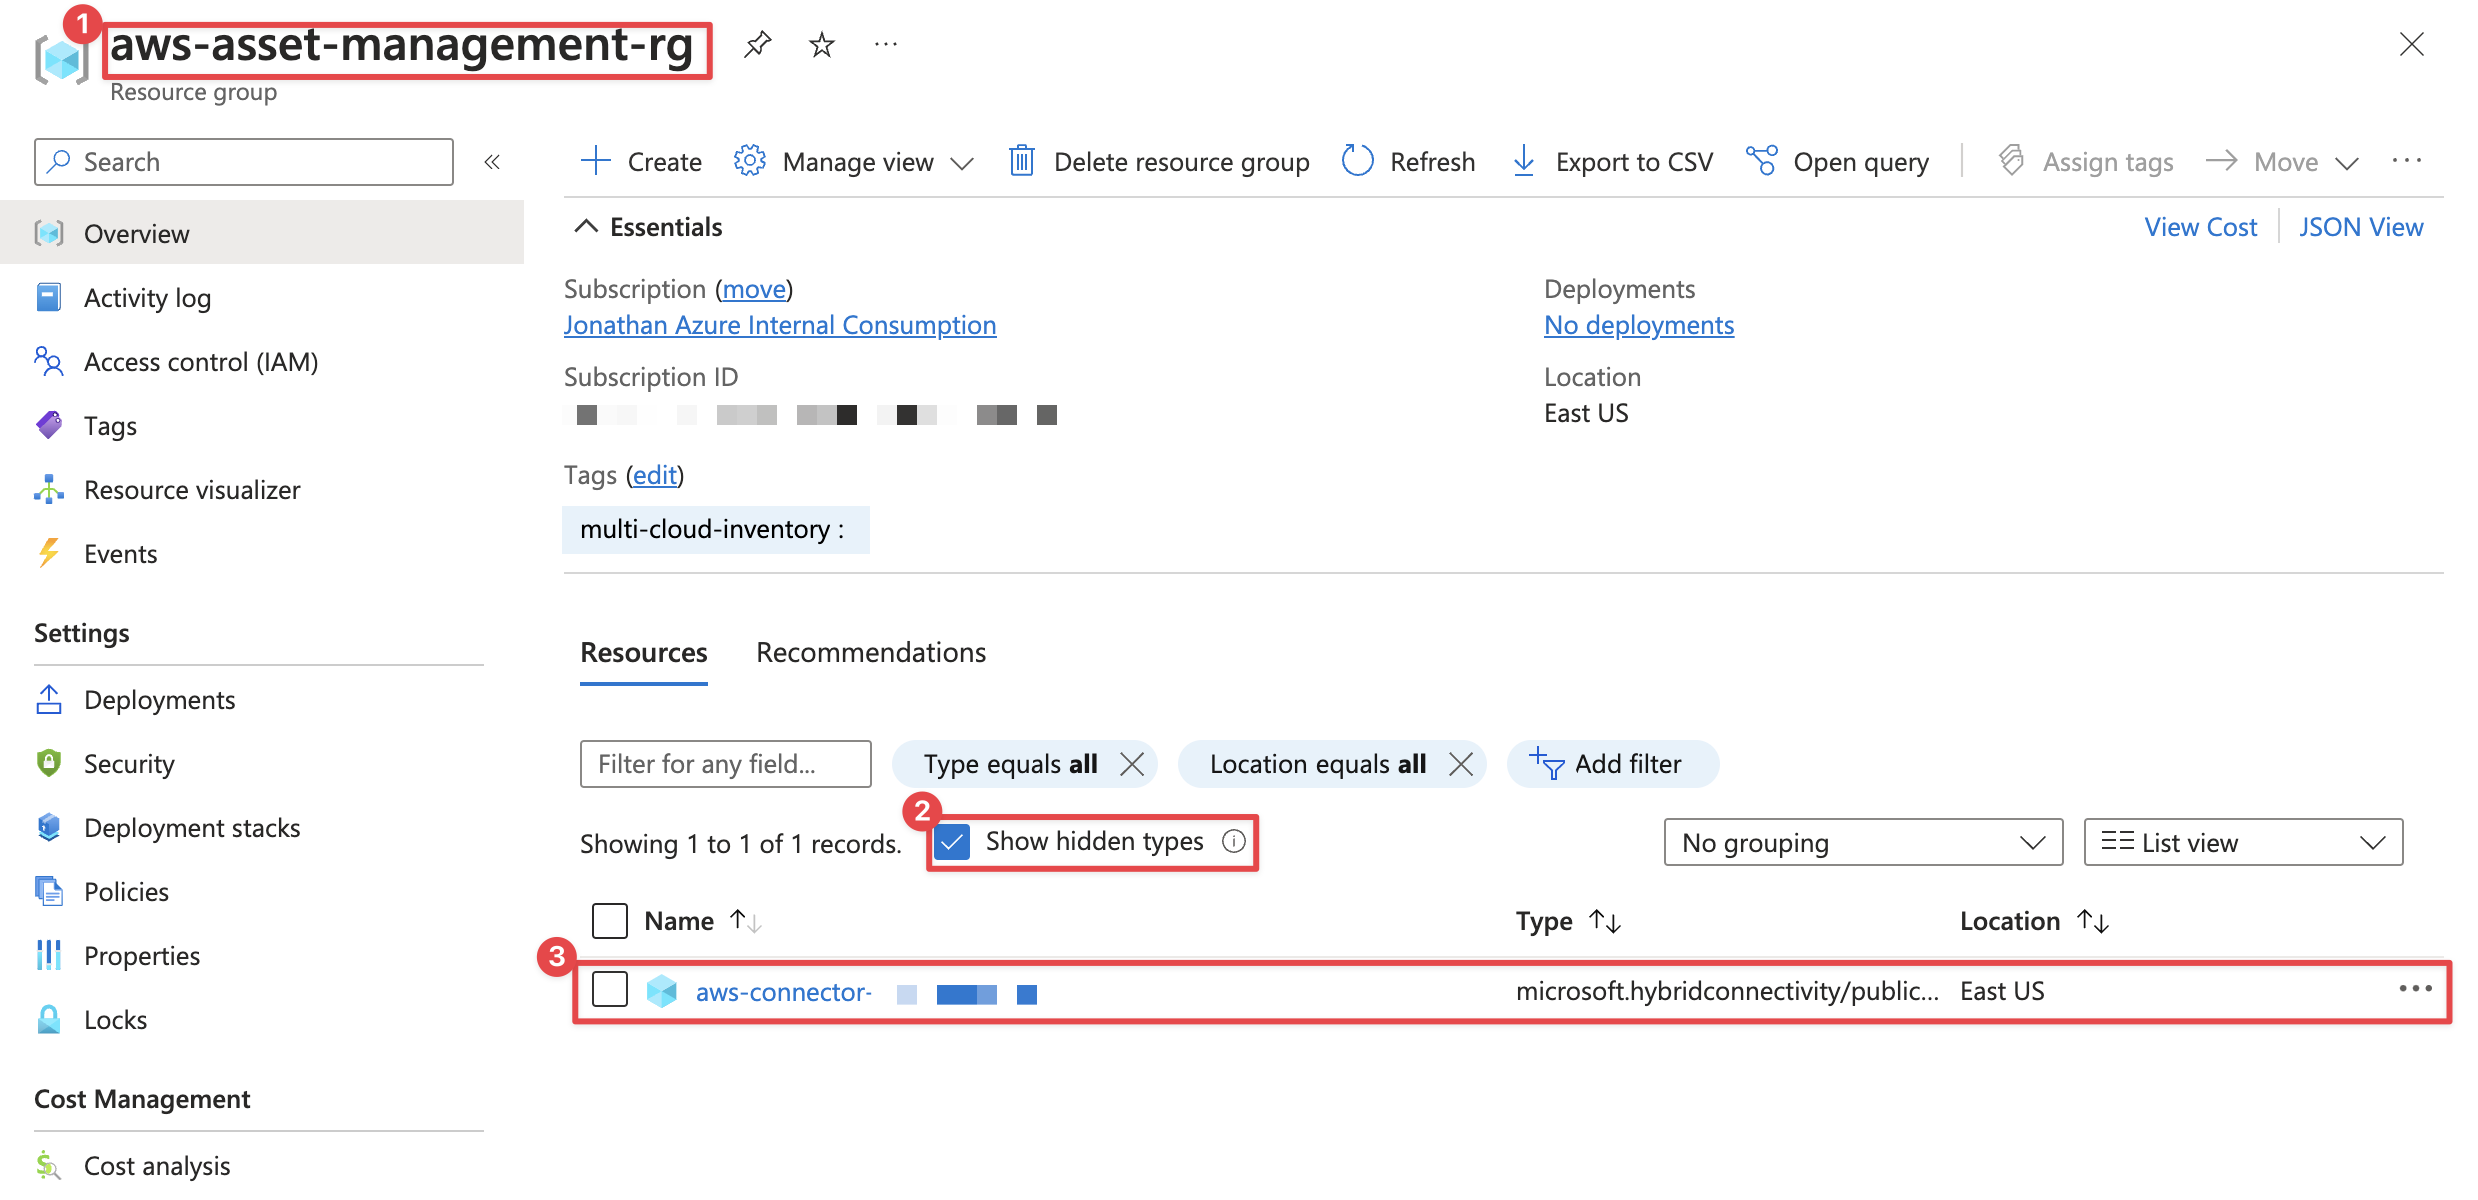 1
aws-asset-management-rg
Resource group
Search
Create
Manage view
Delete resource group
Refresh
Export to CSV
Open query
Assign tags
Move
Overview
Activity log
Access control (IAM)
Tags
Resource visualizer
Events
Settings
Deployments
Security
Deployment stacks
Policies
Properties
Locks
Cost Management
Cost analysis
Essentials
View Cost
JSON View
Subscription (move)
Jonathan Azure Internal Consumption
Deployments
No deployments
Subscription ID
Location
East US
Tags (edit)
multi-cloud-inventory :
Resources
Recommendations
Filter for any field...
Type equals all
Location equals all
Add filter
Showing 1 to 1 of 1 records.
2
Show hidden types
No grouping
List view
Name
Type
Location
3
aws-connector-
microsoft.hybridconnectivity/public...
East US